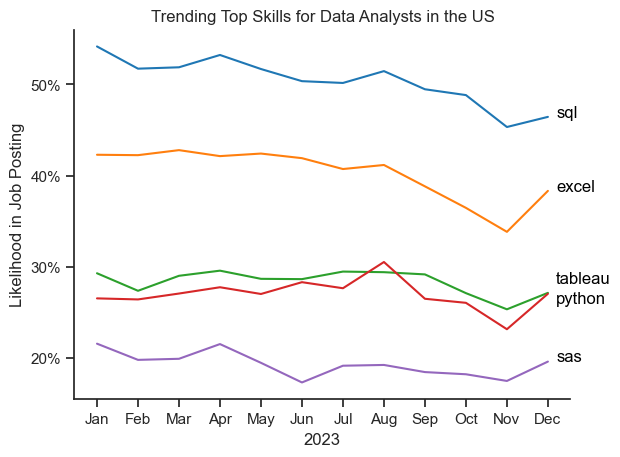 Trending Top Skills for Data Analysts in the US
Likelihood in Job Posting
50%
40%
30%
20%
sql
excel
tableau
python
sas
Jan Feb Mar Apr May Jun Jul Aug Sep Oct Nov Dec
2023